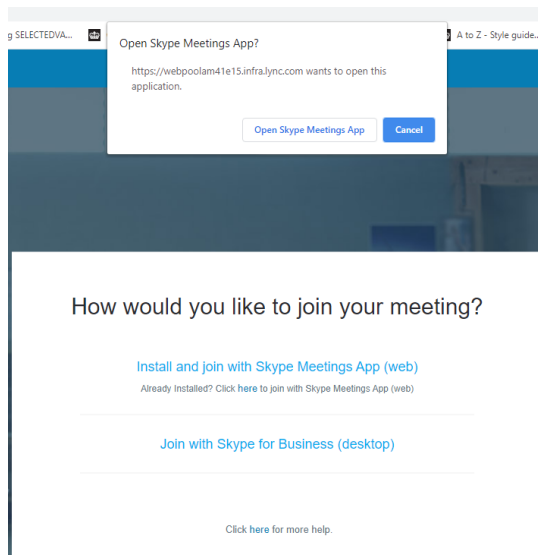 g SELECTEDVA...
A to Z - Style guide..
Open Skype Meetings App?
https://webpoolam41e15.infra.lync.com wants to open this
application.
Open Skype Meetings App
Cancel
How would you like to join your meeting?
Install and join with Skype Meetings App (web)
Already Installed? Click here to join with Skype Meetings App (web)
Join with Skype for Business (desktop)
Click here for more help.